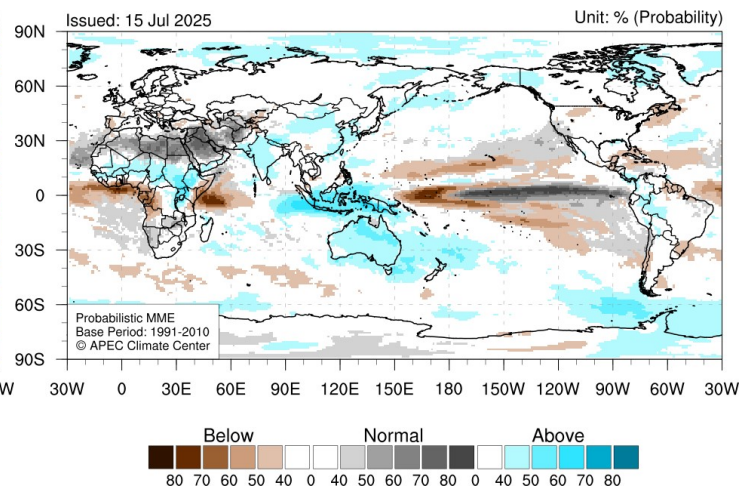 Issued: 15 Jul 2025 Unit: % (Probability)
90N
60N
30N
0
30S
60S
90S
Probabilistic MME
Base Period: 1991-2010
© APEC Climate Center
W 30W 0 30E 60E 90E 120E 150E 180 150W 120W 90W 60W 30W
Below Normal Above
80 70 60 50 40 0 0 40 50 60 70 80 0 40 50 60 70 80